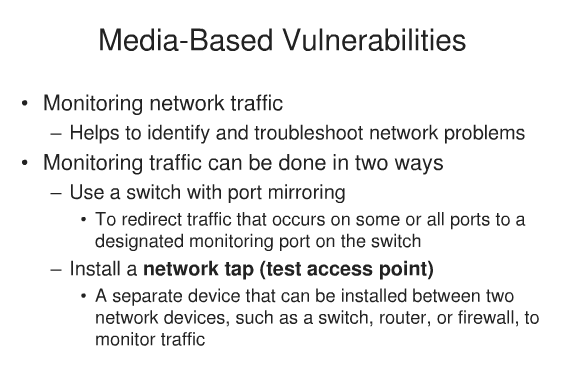 Media-Based Vulnerabilities
• Monitoring network traffic
– Helps to identify and troubleshoot network problems
• Monitoring traffic can be done in two ways
– Use a switch with port mirroring
• To redirect traffic that occurs on some or all ports to a
designated monitoring port on the switch
– Install a network tap (test access point)
• A separate device that can be installed between two
network devices, such as a switch, router, or firewall, to
monitor traffic